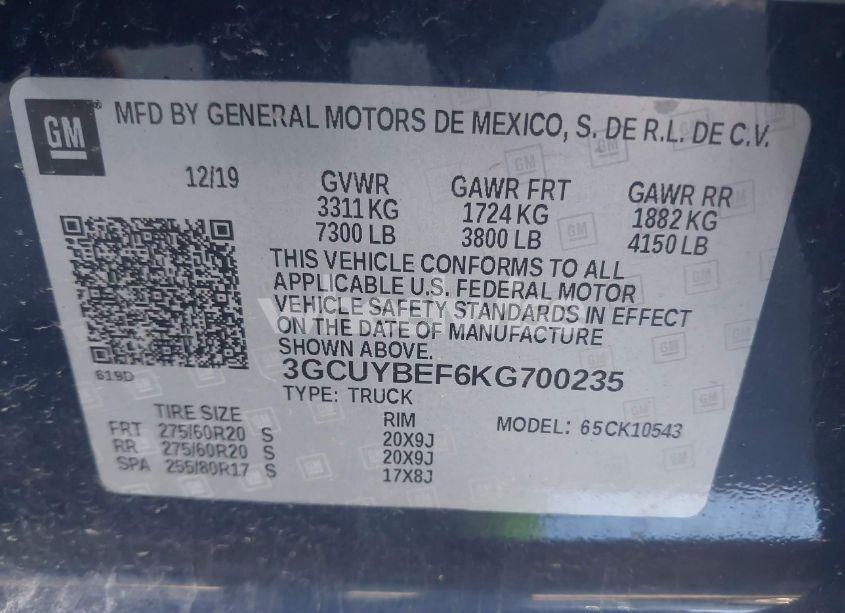 GM
MFD BY GENERAL MOTORS DE MEXICO, S. DE R.L. DE C.V.
12/19 GVWR GAWR FRT GAWR RR
3311 KG 1724 KG 1882 KG
7300 LB 3800 LB 4150 LB
THIS VEHICLE CONFORMS TO ALL
APPLICABLE U.S. FEDERAL MOTOR
VEHICLE SAFETY STANDARDS IN EFFECT
ON THE DATE OF MANUFACTURE
SHOWN ABOVE.
619D
3GCUYBEF6KG700235
TYPE: TRUCK
TIRE SIZE RIM MODEL: 65CK10543
FRT 275/60R20 S 20X9J
RR 275/60R20 S 20X9J
SPA 255/80R17 S 17X8J